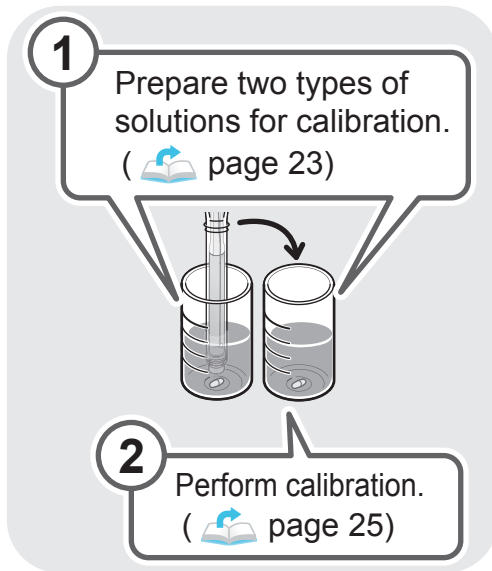 1
Prepare two types of
solutions for calibration.
( page 23)
2
Perform calibration.
( page 25)